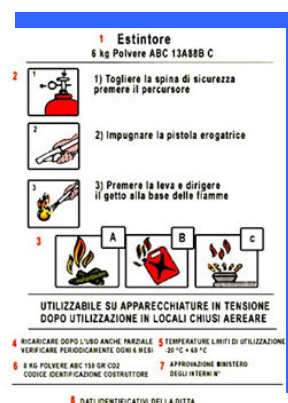 1 Estintore
6 kg Polvere ABC 13A88B C
2
1
1) Togliere la spina di sicurezza
premere il percursore
2
2) Impugnare la pistola erogatrice
3
3) Premere la leva e dirigere
il getto alla base delle fiamme
3
A
B
c
UTILIZZABILE SU APPARECCHIATURE IN TENSIONE
DOPO UTILIZZAZIONE IN LOCALI CHIUSI AEREARE
4 RICARICARE DOPO L'USO ANCHE PARZIALE
VERIFICARE PERIODICAMENTE OGNI 6 MESI
5 TEMPERATURE LIMITI DI UTILIZZAZIONE
-20 °C + 60 °C
6 8 KG POLVERE ABC 150 GR CO2
CODICE IDENTIFICAZIONE COSTRUTTORE
7 APPROVAZIONE MINISTERO
DEGLI INTERNI N°
8 DATI IDENTIFICATIVI DELLA DITTA